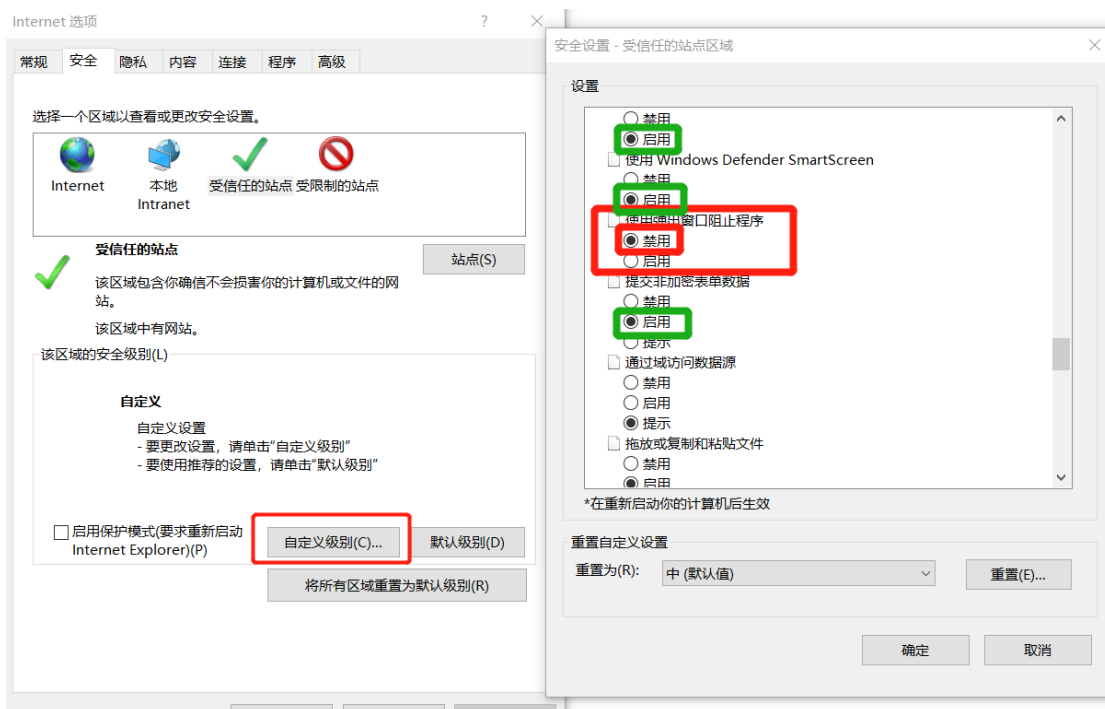 Internet 选项
?
常规 安全 隐私 内容 连接 程序 高级
选择一个区域以查看或更改安全设置。
Internet
本地
Intranet
受信任的站点
受限制的站点
受信任的站点
站点(S)
该区域包含你确信不会损害你的计算机或文件的网
站。
该区域中有网站。
该区域的安全级别(L)
自定义
自定义设置
- 要更改设置，请单击“自定义级别”
- 要使用推荐的设置，请单击“默认级别”
启用保护模式(要求重新启动
Internet Explorer)(P)
自定义级别(C)...
默认级别(D)
将所有区域重置为默认级别(R)
安全设置 - 受信任的站点区域
设置
禁用
启用
使用 Windows Defender SmartScreen
禁用
启用
使用弹出窗口阻止程序
禁用
启用
提交非加密表单数据
禁用
启用
提示
通过域访问数据源
禁用
启用
提示
拖放或复制和粘贴文件
禁用
启用
*在重新启动你的计算机后生效
重置自定义设置
重置为(R):
中 (默认值)
重置(E)...
确定
取消